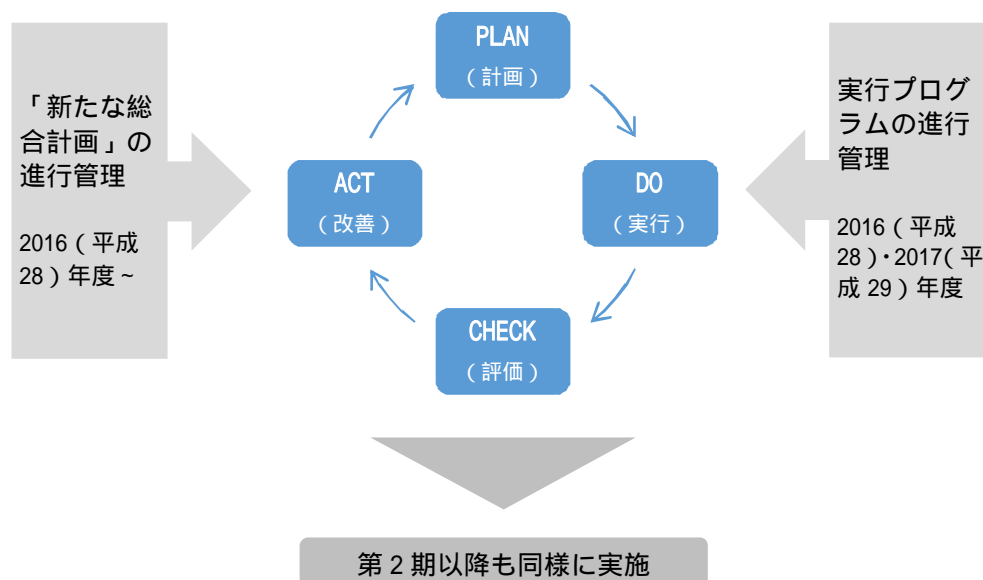 「新たな総
合計画」の
進行管理
2016（平成
28）年度~
PLAN
（計画）
ACT
（改善）
DO
（実行）
CHECK
（評価）
実行プログ
ラムの進行
管理
2016（平成
28）・2017（平
成 29）年度
第2期以降も同様に実施